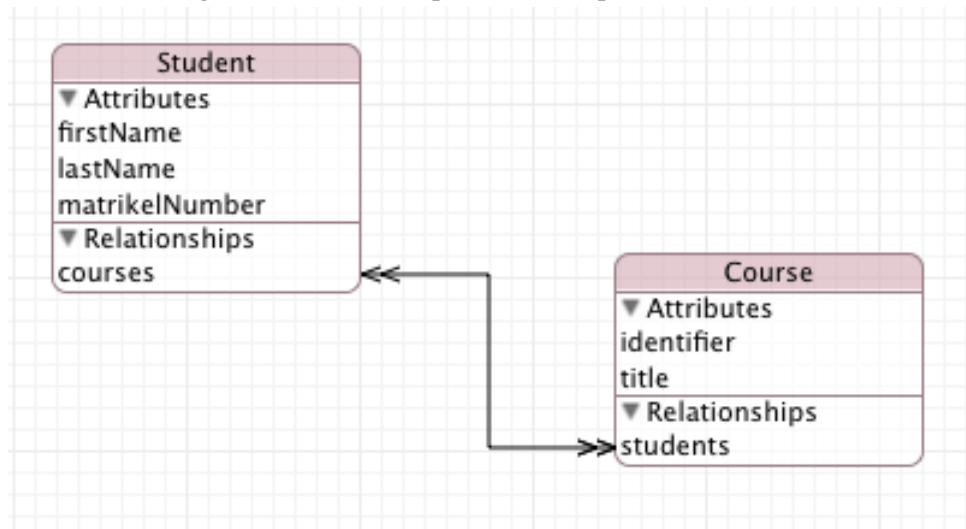 Student
Attributes
firstName
lastName
matrikelNumber
Relationships
courses
Course
Attributes
identifier
title
Relationships
students